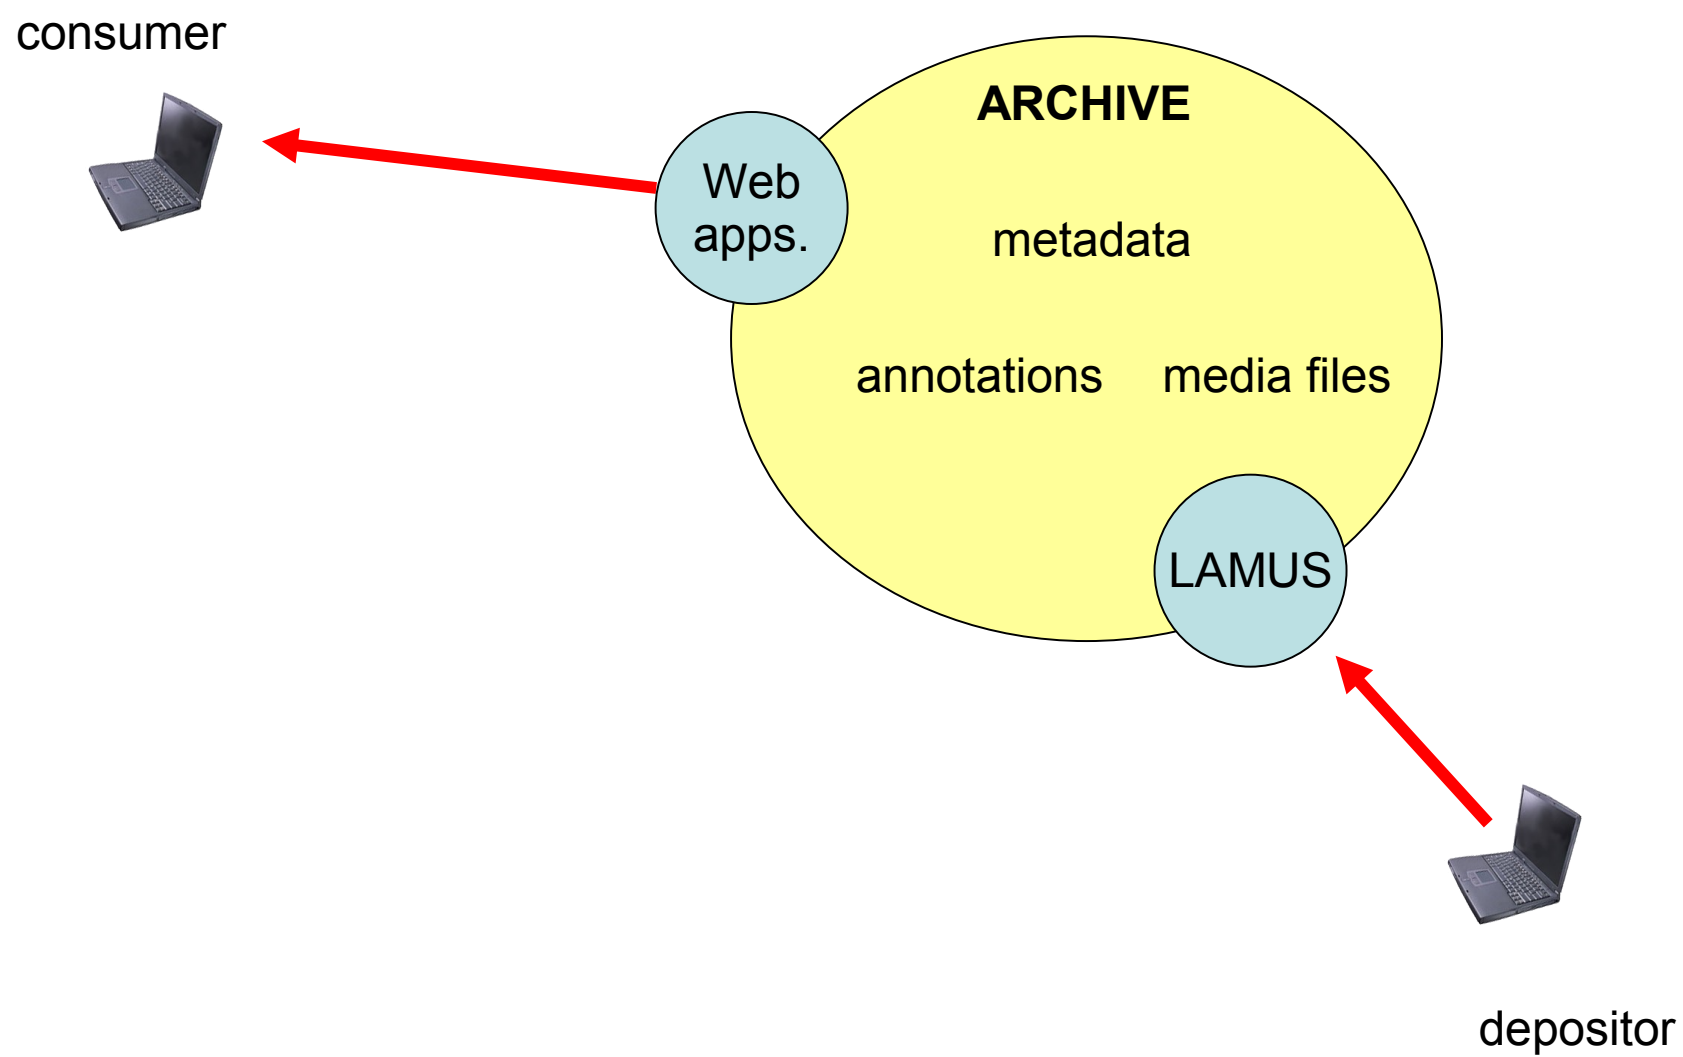 consumer
ARCHIVE
Web
apps.
metadata
annotations
media files
LAMUS
depositor